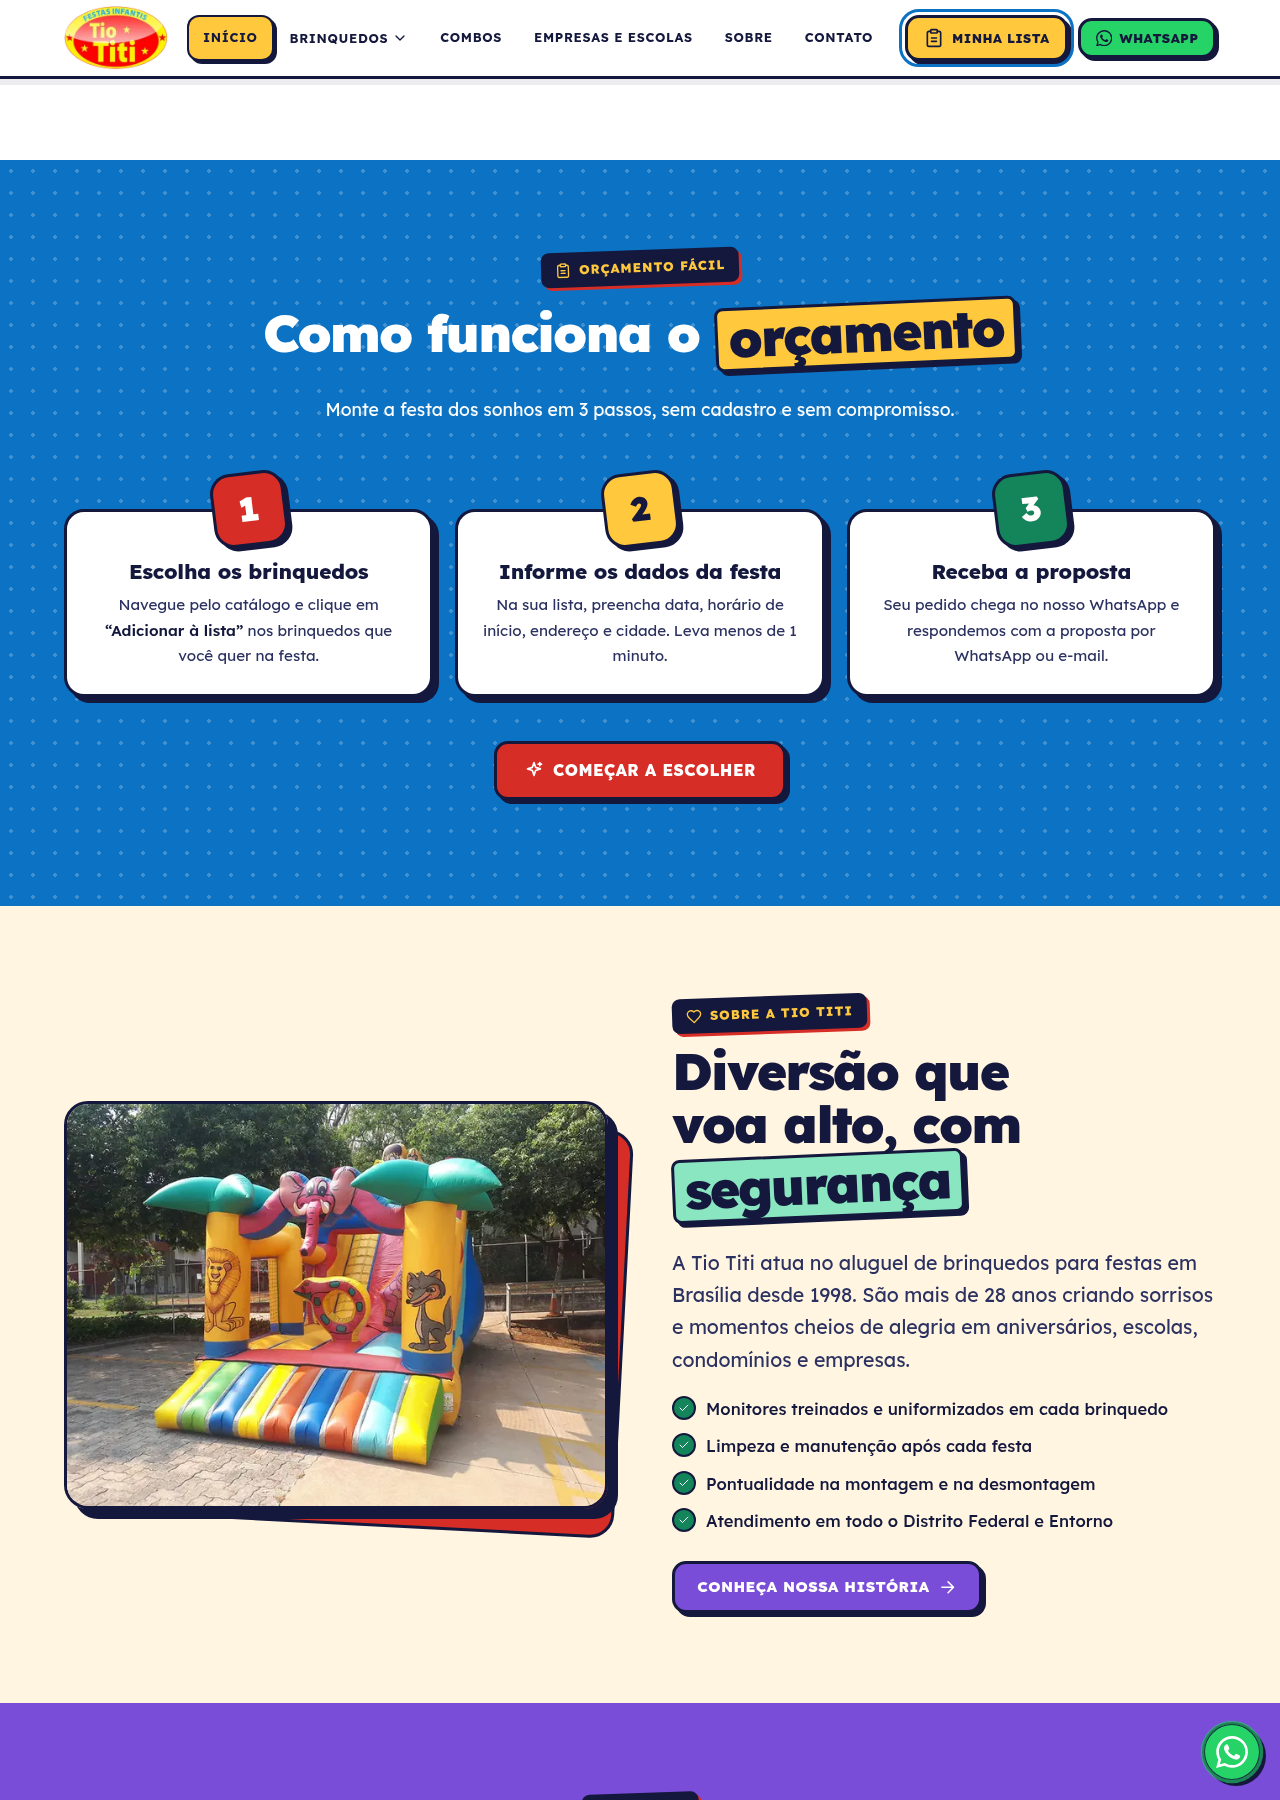 FESTAS INFANTIS
Tio
Titi
INÍCIO
BRINQUEDOS
COMBOS
EMPRESAS E ESCOLAS
SOBRE
CONTATO
MINHA LISTA
WHATSAPP
ORÇAMENTO FÁCIL
Como funciona o orçamento
Monte a festa dos sonhos em 3 passos, sem cadastro e sem compromisso.
1
Escolha os brinquedos
Navegue pelo catálogo e clique em
“Adicionar à lista” nos brinquedos que
você quer na festa.
2
Informe os dados da festa
Na sua lista, preencha data, horário de
início, endereço e cidade. Leva menos de 1
minuto.
3
Receba a proposta
Seu pedido chega no nosso WhatsApp e
respondemos com a proposta por
WhatsApp ou e-mail.
COMEÇAR A ESCOLHER
SOBRE A TIO TITI
Diversão que
voa alto, com
segurança
A Tio Titi atua no aluguel de brinquedos para festas em
Brasília desde 1998. São mais de 28 anos criando sorrisos
e momentos cheios de alegria em aniversários, escolas,
condomínios e empresas.
Monitores treinados e uniformizados em cada brinquedo
Limpeza e manutenção após cada festa
Pontualidade na montagem e na desmontagem
Atendimento em todo o Distrito Federal e Entorno
CONHEÇA NOSSA HISTÓRIA